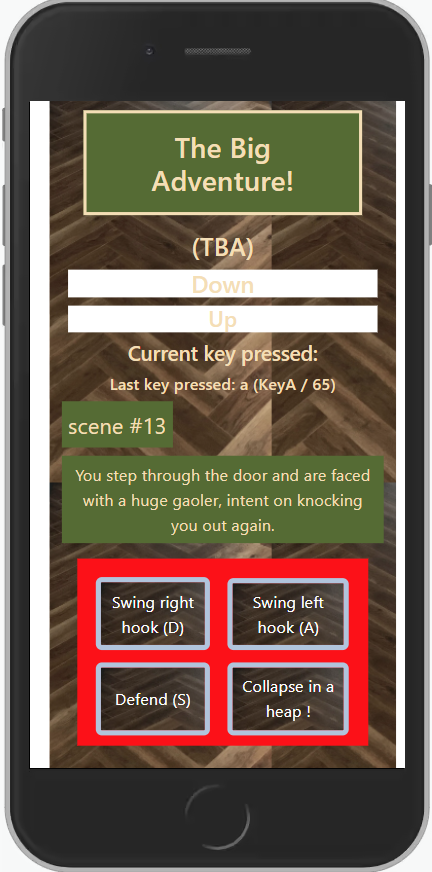 The Big
Adventure!
(TBA)
Down
Up
Current key pressed:
Last key pressed: a (KeyA / 65)
scene #13
You step through the door and are faced
with a huge gaoler, intent on knocking
you out again.
Swing right
hook (D)
Swing left
hook (A)
Defend (S)
Collapse in a
heap !